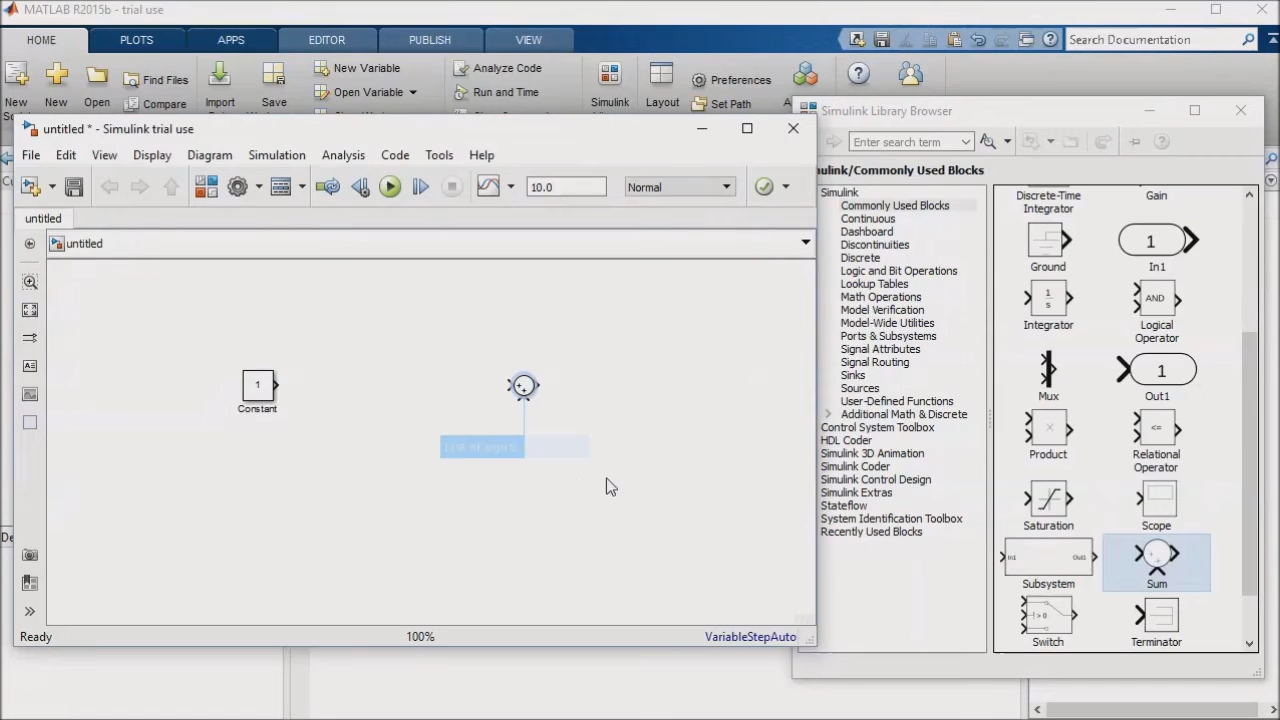 MATLAB R2015b - trial use
HOME
PLOTS
APPS
EDITOR
PUBLISH
VIEW
Search Documentation
New
New
Open
Find Files
Compare
Import
Save
New Variable
Open Variable
Analyze Code
Run and Time
Simulink
Layout
Preferences
Set Path
untitled * - Simulink trial use
File Edit View Display Diagram Simulation Analysis Code Tools Help
10.0
Normal
untitled
untitled
1
Constant
Ready
100%
VariableStepAuto
Simulink Library Browser
Enter search term
ulink/Commonly Used Blocks
Simulink
Commonly Used Blocks
Continuous
Dashboard
Discontinuities
Discrete
Logic and Bit Operations
Lookup Tables
Math Operations
Model Verification
Model-Wide Utilities
Ports & Subsystems
Signal Attributes
Signal Routing
Sinks
Sources
User-Defined Functions
Additional Math & Discrete
Control System Toolbox
HDL Coder
Simulink 3D Animation
Simulink Coder
Simulink Control Design
Simulink Extras
Stateflow
System Identification Toolbox
Recently Used Blocks
Discrete-Time
Integrator
Gain
Ground
1
In1
1
s
Integrator
AND
Logical
Operator
Mux
1
Out1
×
Product
<=
Relational
Operator
Saturation
Scope
In1
Out1
Subsystem
Sum
> 0
Switch
Terminator